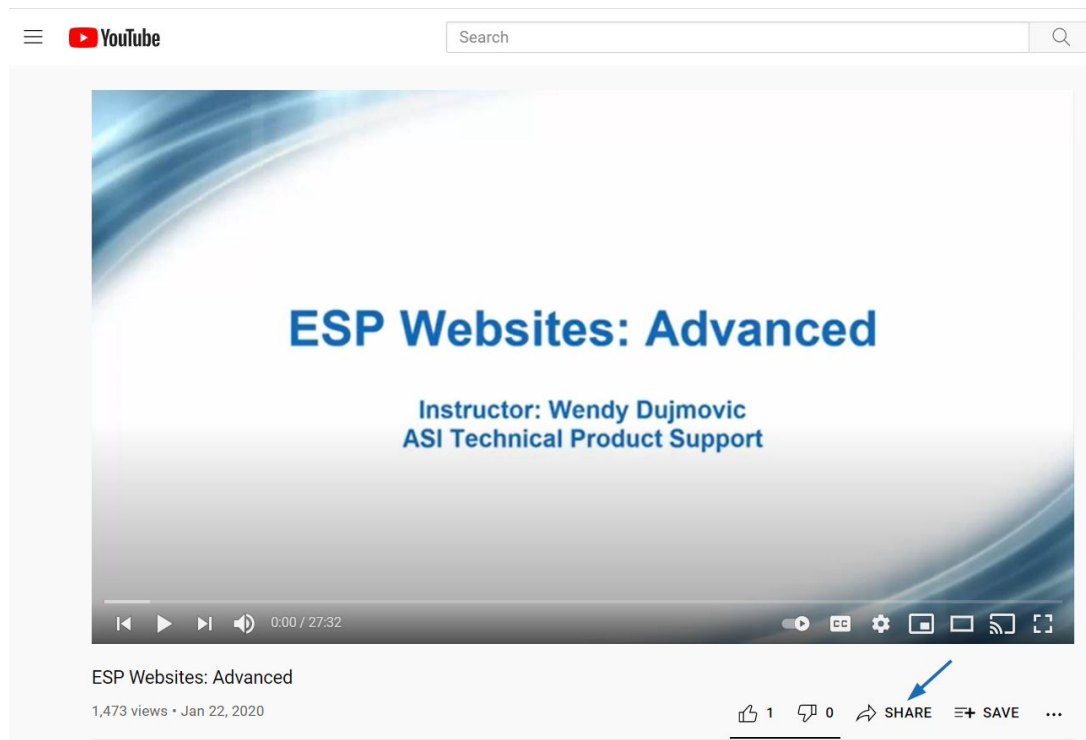 YouTube
Search
ESP Websites: Advanced
Instructor: Wendy Dujmovic
ASI Technical Product Support
0:00 / 27:32
CC
ESP Websites: Advanced
1,473 views • Jan 22, 2020
1 0 SHARE SAVE